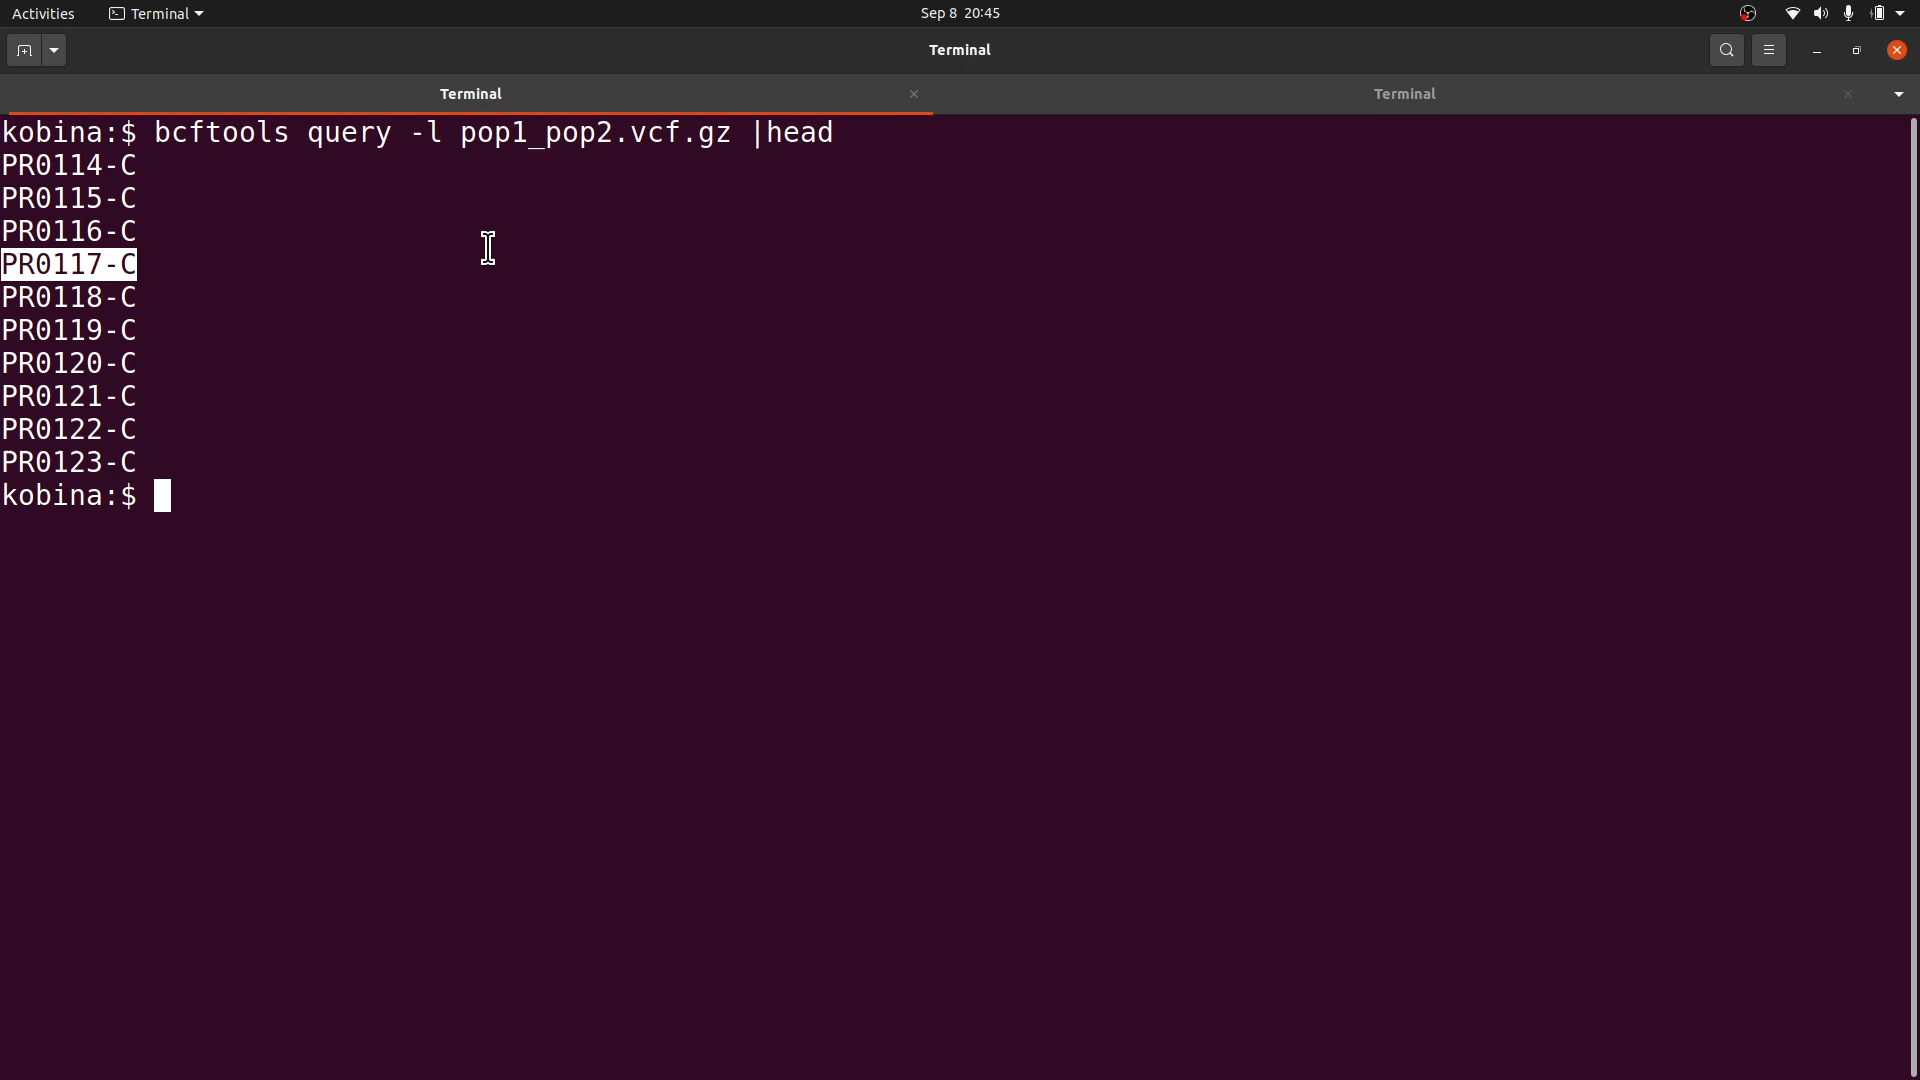 Activities
Terminal
Sep 8 20:45
Terminal
Terminal
Terminal
kobina:$ bcftools query -l pop1_pop2.vcf.gz |head
PR0114-C
PR0115-C
PR0116-C
PR0117-C
PR0118-C
PR0119-C
PR0120-C
PR0121-C
PR0122-C
PR0123-C
kobina:$